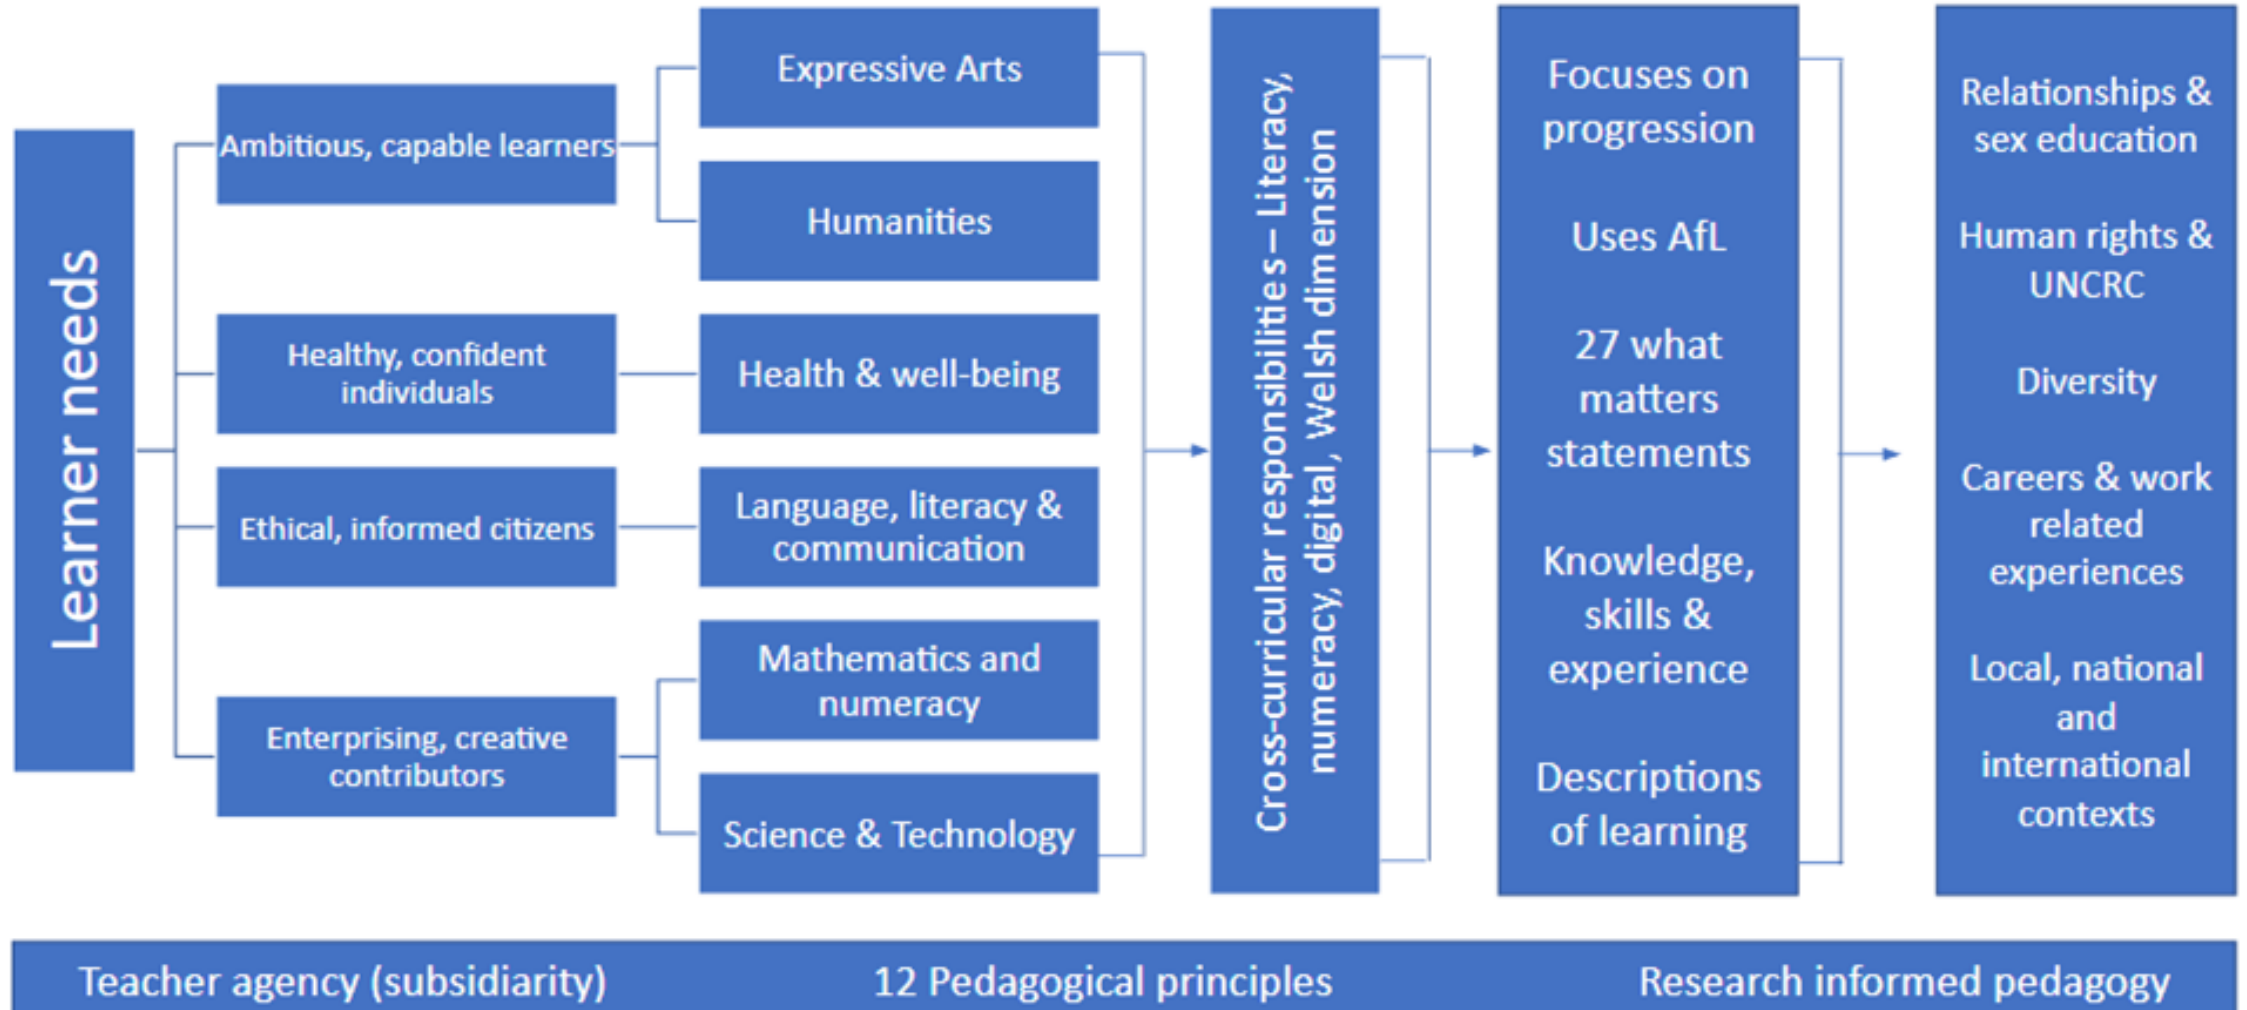 Learner needs
Ambitious, capable learners
Healthy, confident
individuals
Ethical, informed citizens
Enterprising, creative
contributors
Expressive Arts
Humanities
Health & well-being
Language, literacy &
communication
Mathematics and
numeracy
Science & Technology
Cross-curricular responsibilities – Literacy,
numeracy, digital, Welsh dimension
Focuses on
progression
Uses AfL
27 what
matters
statements
Knowledge,
skills &
experience
Descriptions
of learning
Relationships &
sex education
Human rights &
UNCRC
Diversity
Careers & work
related
experiences
Local, national
and
international
contexts
Teacher agency (subsidiarity)
12 Pedagogical principles
Research informed pedagogy